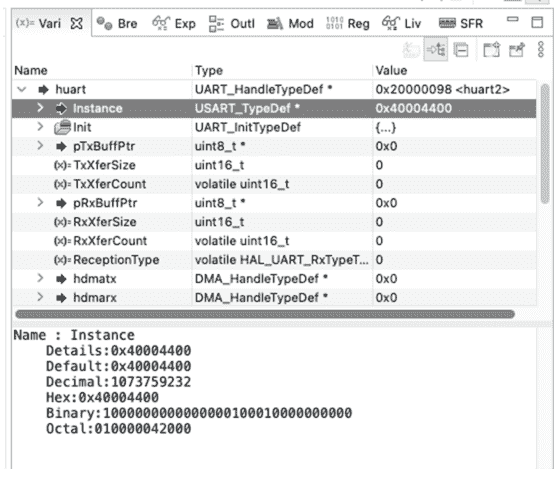 (x)= Vari Bre Exp Outl Mod 1010 0101 Reg Liv SFR
Name Type Value
huart UART_HandleTypeDef * 0x20000098 <huart2>
Instance USART_TypeDef * 0x40004400
Init UART_InitTypeDef {...}
pTxBuffPtr uint8_t * 0x0
(x)= TxXferSize uint16_t 0
(x)= TxXferCount volatile uint16_t 0
pRxBuffPtr uint8_t * 0x0
(x)= RxXferSize uint16_t 0
(x)= RxXferCount volatile uint16_t 0
(x)= ReceptionType volatile HAL_UART_RxTypeT... 0
hdmatx DMA_HandleTypeDef * 0x0
hdmarx DMA_HandleTypeDef * 0x0
Name : Instance
Details:0x40004400
Default:0x40004400
Decimal:1073759232
Hex:0x40004400
Binary:1000000000000000100010000000000
Octal:010000042000